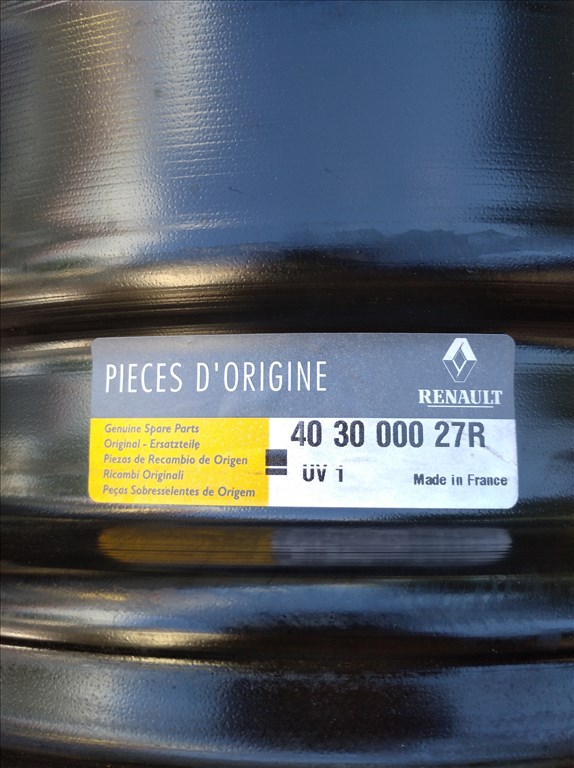 PIECES D'ORIGINE
RENAULT
Genuine Spare Parts
Original - Ersatzteile
Piezas de Recambio de Origen
Ricambi Originali
Peças Sobresselentes de Origem
40 30 000 27R
UV 1
Made in France